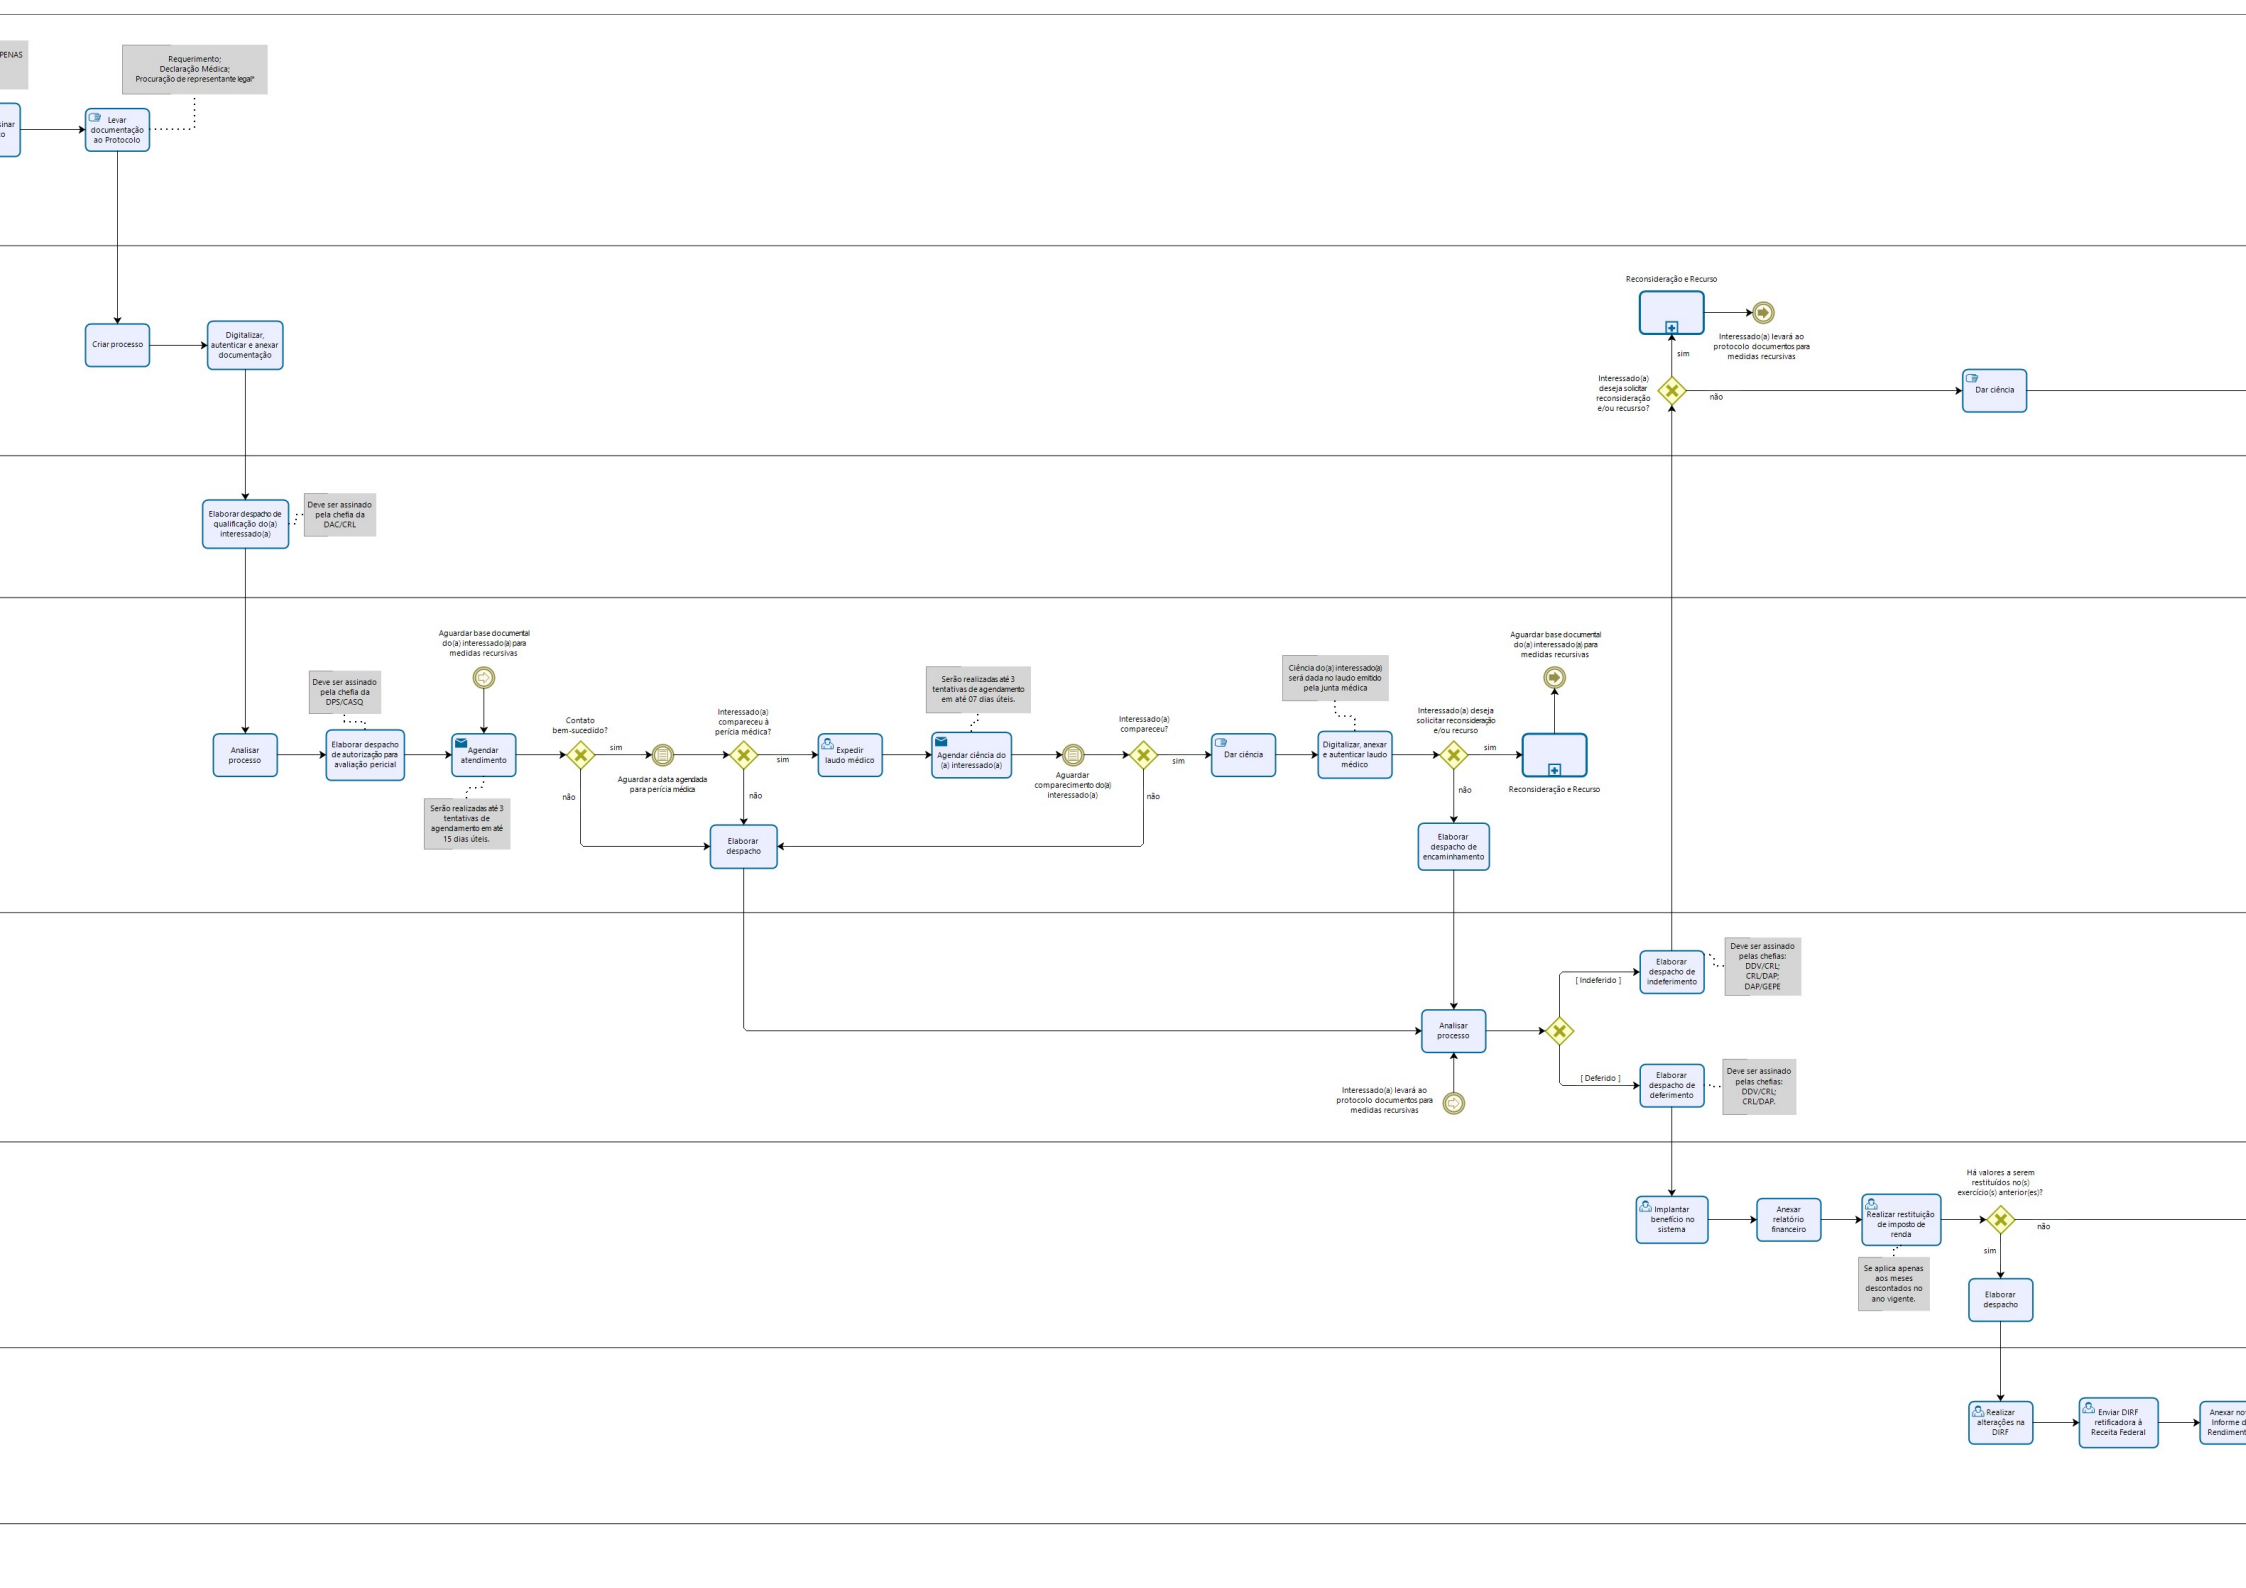 PENAS
Requerimento;
Declaração Médica;
Procuração de representante legal*
sinar
Levar
documentação
ao Protocolo
Reconsideração e Recurso
Interessado(a) levará ao
protocolo documentos para
medidas recursivas
sim
Criar processo
Digitalizar,
autenticar e anexar
documentação
Interessado(a)
deseja solicitar
reconsideração
e/ou recusrso?
não
Dar ciência
Elaborar despacho de
qualificação do(a)
interessado(a)
Deve ser assinado
pela chefia da
DAC/CRL
Aguardar base documental
do(a) interessado(a) para
medidas recursivas
Aguardar base documental
do(a) interessado(a) para
medidas recursivas
Deve ser assinado
pela chefia da
DPS/CASQ
Serão realizadas até 3
tentativas de agendamento
em até 07 dias úteis.
Ciência do(a) interessado(a)
será dada no laudo emitido
pela junta médica
Analisar
processo
Elaborar despacho
de autorização para
avaliação pericial
Agendar
atendimento
Contato
bem-sucedido?
sim
não
Aguardar a data agendada
para perícia médica
Interessado(a)
compareceu à
perícia médica?
sim
não
Expedir
laudo médico
Agendar ciência do
(a) interessado(a)
Aguardar
comparecimento do(a)
interessado(a)
Interessado(a)
compareceu?
sim
não
Dar ciência
Digitalizar, anexar
e autenticar laudo
médico
Interessado(a) deseja
solicitar reconsideração
e/ou recurso
sim
não
Reconsideração e Recurso
Serão realizadas até 3
tentativas de
agendamento em até
15 dias úteis.
Elaborar
despacho
Elaborar
despacho de
encaminhamento
Elaborar
despacho de
indeferimento
Deve ser assinado
pelas chefias:
DDV/CRL;
CRL/DAP;
DAP/GEPE
[ Indeferido ]
Analisar
processo
[ Deferido ]
Elaborar
despacho de
deferimento
Deve ser assinado
pelas chefias:
DDV/CRL;
CRL/DAP.
Interessado(a) levará ao
protocolo documentos para
medidas recursivas
Há valores a serem
restituídos no(s)
exercício(s) anterior(es)?
Implantar
benefício no
sistema
Anexar
relatório
financeiro
Realizar restituição
de imposto de
renda
não
sim
Se aplica apenas
aos meses
descontados no
ano vigente.
Elaborar
despacho
Realizar
alterações na
DIRF
Enviar DIRF
retificadora à
Receita Federal
Anexar no
Informe d
Rendiment